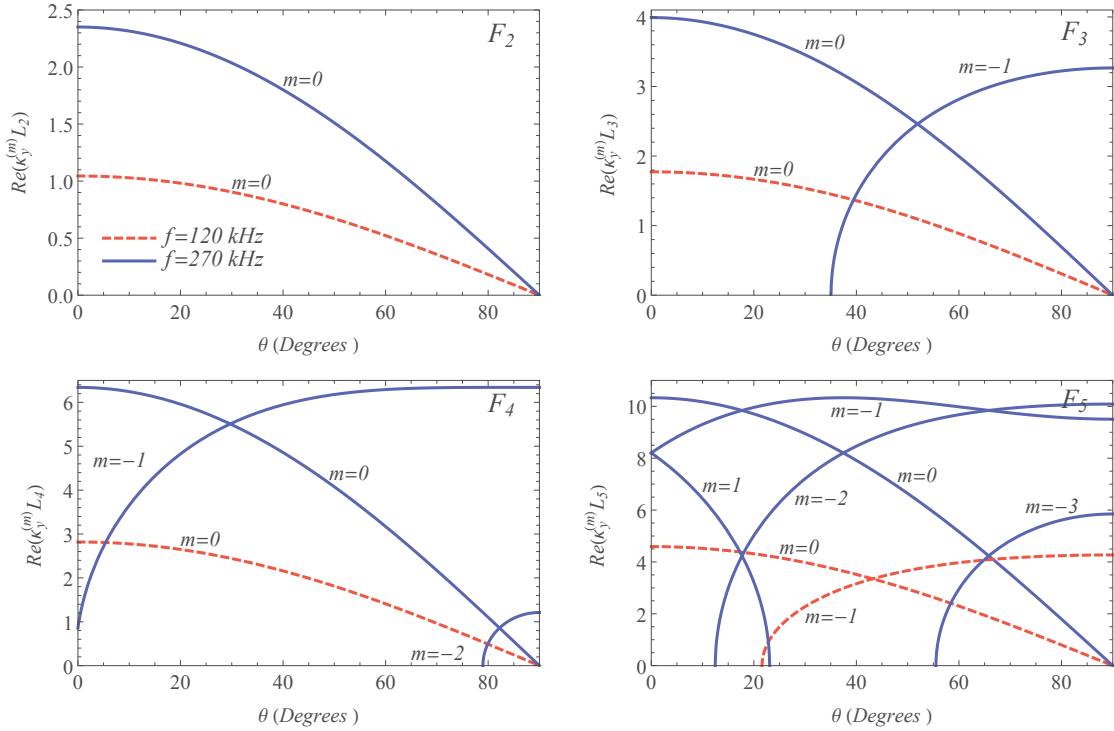 F2
2.5
2.0
1.5
1.0
0.5
0.0
Re(κy(m)L2)
m=0
m=0
f=120 kHz
f=270 kHz
0 20 40 60 80
θ (Degrees )
F3
4
3
2
1
0
Re(κy(m)L3)
m=0
m=−1
m=0
0 20 40 60 80
θ (Degrees )
F4
6
5
4
3
2
1
0
Re(κy(m)L4)
m=−1
m=0
m=0
m=−2
0 20 40 60 80
θ (Degrees )
F5
10
8
6
4
2
0
Re(κy(m)L5)
m=−1
m=1
m=−2
m=0
m=−3
m=0
m=−1
0 20 40 60 80
θ (Degrees )